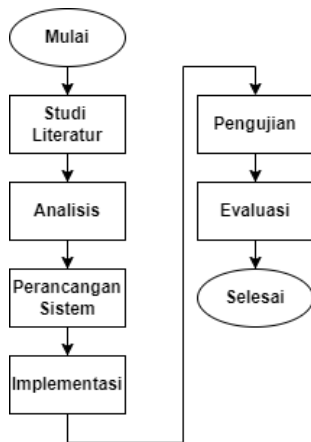 Mulai
Studi
Literatur
Analisis
Perancangan
Sistem
Implementasi
Pengujian
Evaluasi
Selesai